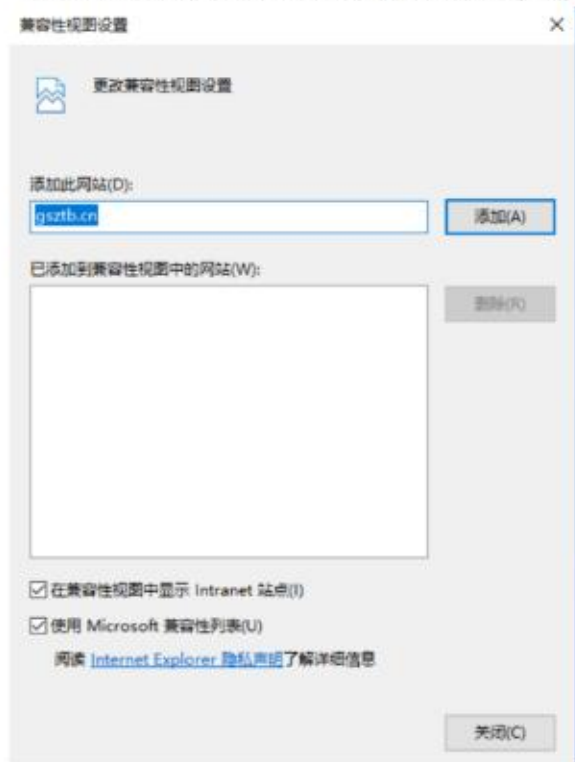 兼容性视图设置
更改兼容性视图设置
添加此网站(D):
gsztb.cn
添加(A)
已添加到兼容性视图中的网站(W):
删除(R)
在兼容性视图中显示 Intranet 站点(I)
使用 Microsoft 兼容性列表(U)
阅读 Internet Explorer 隐私声明了解详细信息
关闭(C)